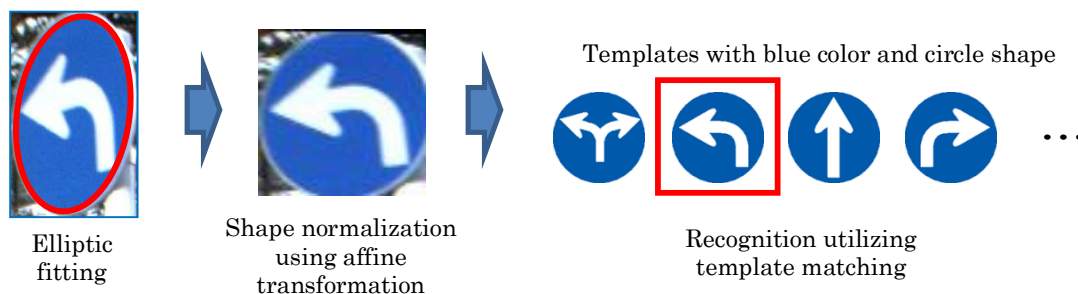 Templates with blue color and circle shape
...
Elliptic
fitting
Shape normalization
using affine
transformation
Recognition utilizing
template matching